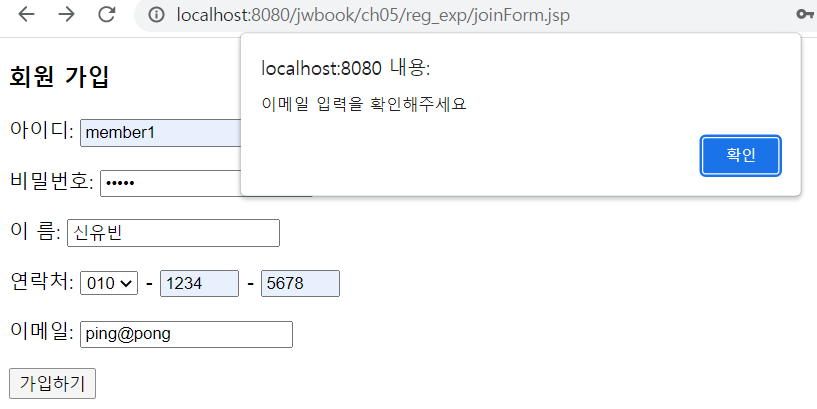 localhost:8080/jwbook/ch05/reg_exp/joinForm.jsp
localhost:8080 내용:
이메일 입력을 확인해주세요
확인
회원 가입
아이디: member1
비밀번호: •••••
이 름: 신유빈
연락처: 010 - 1234 - 5678
이메일: ping@pong
가입하기